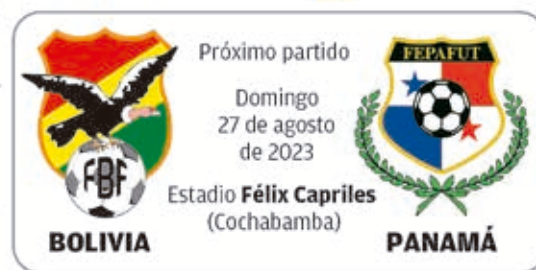 Próximo partido
FEPAFUT
Domingo
27 de agosto
de 2023
FBF
Estadio Félix Capriles
(Cochabamba)
BOLIVIA
PANAMÁ